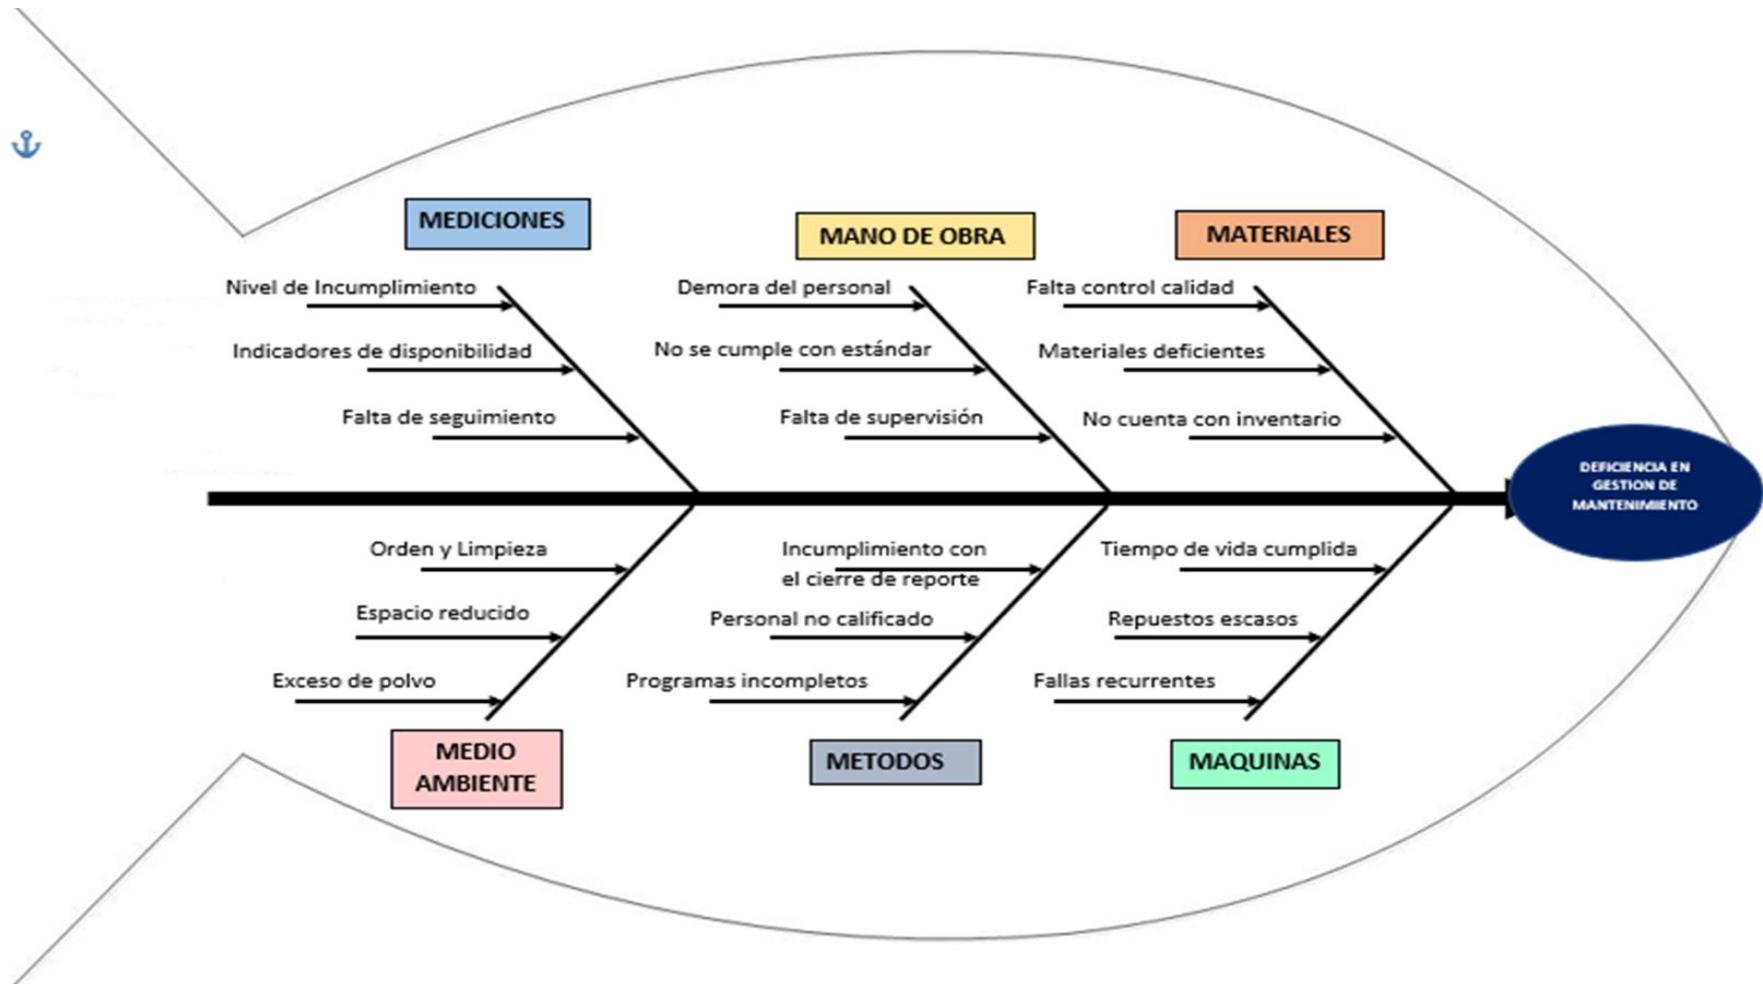 MEDICIONES
MANO DE OBRA
MATERIALES
Nivel de Incumplimiento
Demora del personal
Falta control calidad
Indicadores de disponibilidad
No se cumple con estándar
Materiales deficientes
Falta de seguimiento
Falta de supervisión
No cuenta con inventario
DEFICIENCIA EN
GESTION DE
MANTENIMIENTO
Orden y Limpieza
Incumplimiento con
el cierre de reporte
Tiempo de vida cumplida
Espacio reducido
Personal no calificado
Repuestos escasos
Exceso de polvo
Programas incompletos
Fallas recurrentes
MEDIO
AMBIENTE
METODOS
MAQUINAS